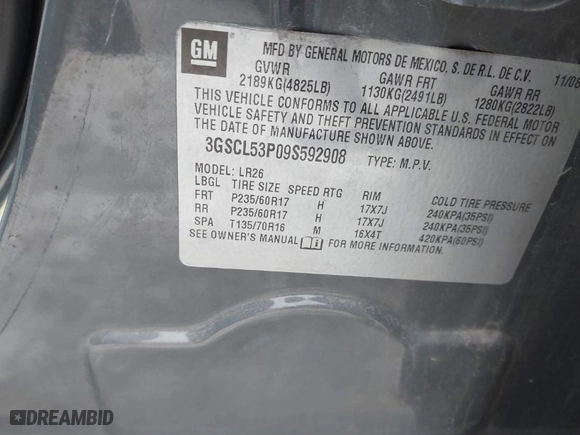 GM
MFD BY GENERAL MOTORS DE MEXICO, S. DE R.L. DE C.V. 11/08
GVWR GAWR FRT GAWR RR
2189KG(4825LB) 1130KG(2491LB) 1280KG(2822LB)
THIS VEHICLE CONFORMS TO ALL APPLICABLE U.S. FEDERAL MOTOR
VEHICLE SAFETY AND THEFT PREVENTION STANDARDS IN EFFECT
ON THE DATE OF MANUFACTURE SHOWN ABOVE.
3GSCL53P09S592908 TYPE: M.P.V.
MODEL: LR26
LBGL TIRE SIZE SPEED RTG RIM COLD TIRE PRESSURE
FRT P235/60R17 H 17X7J 240KPA(35PSI)
RR P235/60R17 H 17X7J 240KPA(35PSI)
SPA T135/70R16 M 16X4T 420KPA(60PSI)
SEE OWNER'S MANUAL FOR MORE INFORMATION.
DREAMBID